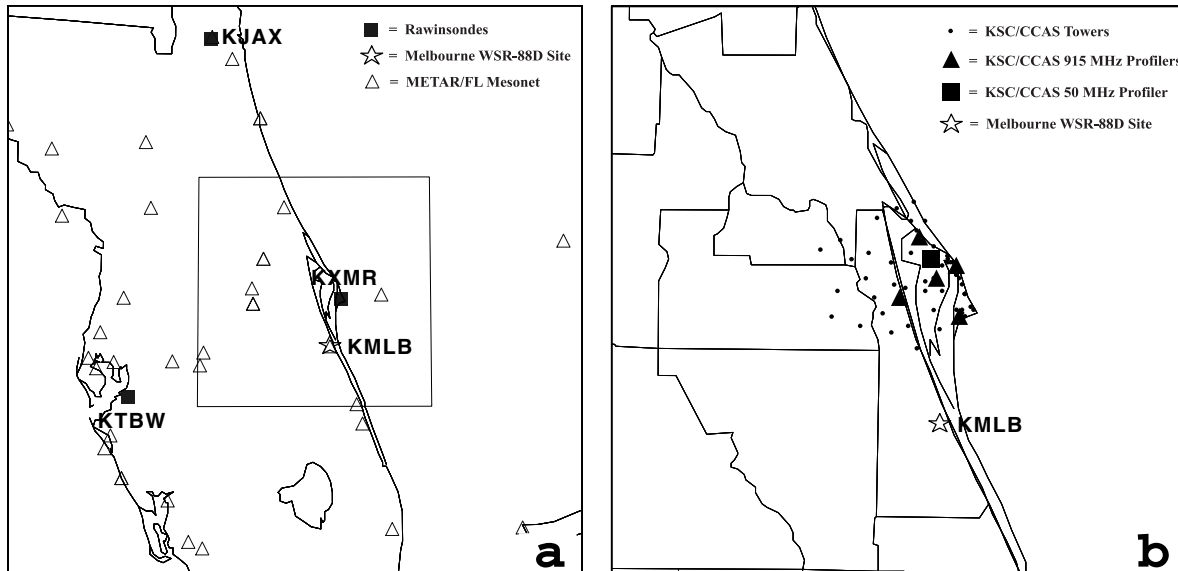 KJAX
= Rawinsondes
= Melbourne WSR-88D Site
= METAR/FL Mesonet
KXMR
KMLB
KTBW
a
= KSC/CCAS Towers
= KSC/CCAS 915 MHz Profilers
= KSC/CCAS 50 MHz Profiler
= Melbourne WSR-88D Site
KMLB
b